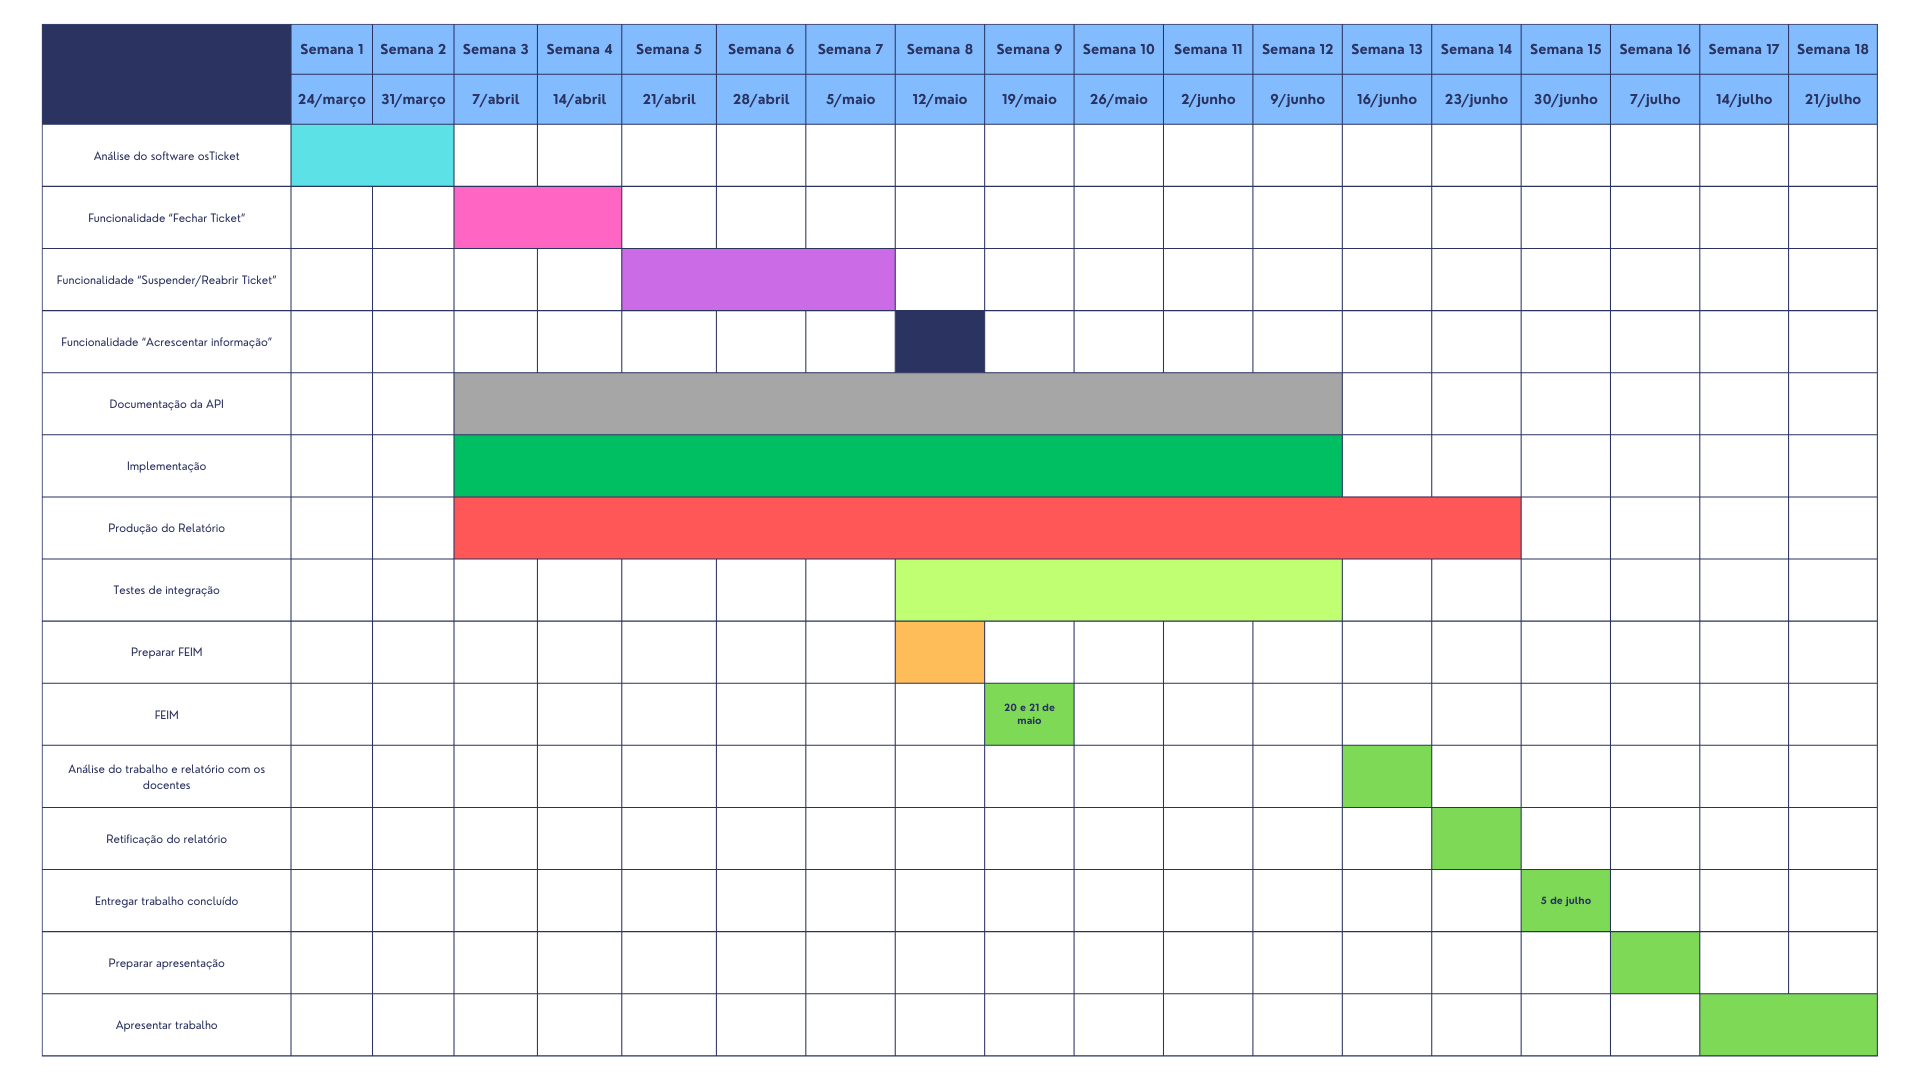 Semana 1 Semana 2 Semana 3 Semana 4 Semana 5 Semana 6 Semana 7 Semana 8 Semana 9 Semana 10 Semana 11 Semana 12 Semana 13 Semana 14 Semana 15 Semana 16 Semana 17 Semana 18
24/março 31/março 7/abril 14/abril 21/abril 28/abril 5/maio 12/maio 19/maio 26/maio 2/junho 9/junho 16/junho 23/junho 30/junho 7/julho 14/julho 21/julho
Análise do software osTicket
Funcionalidade “Fechar Ticket”
Funcionalidade “Suspender/Reabrir Ticket”
Funcionalidade “Acrescentar informação”
Documentação da API
Implementação
Produção do Relatório
Testes de integração
Preparar FEIM
FEIM
20 e 21 de
maio
Análise do trabalho e relatório com os
docentes
Retificação do relatório
Entregar trabalho concluído
5 de julho
Preparar apresentação
Apresentar trabalho